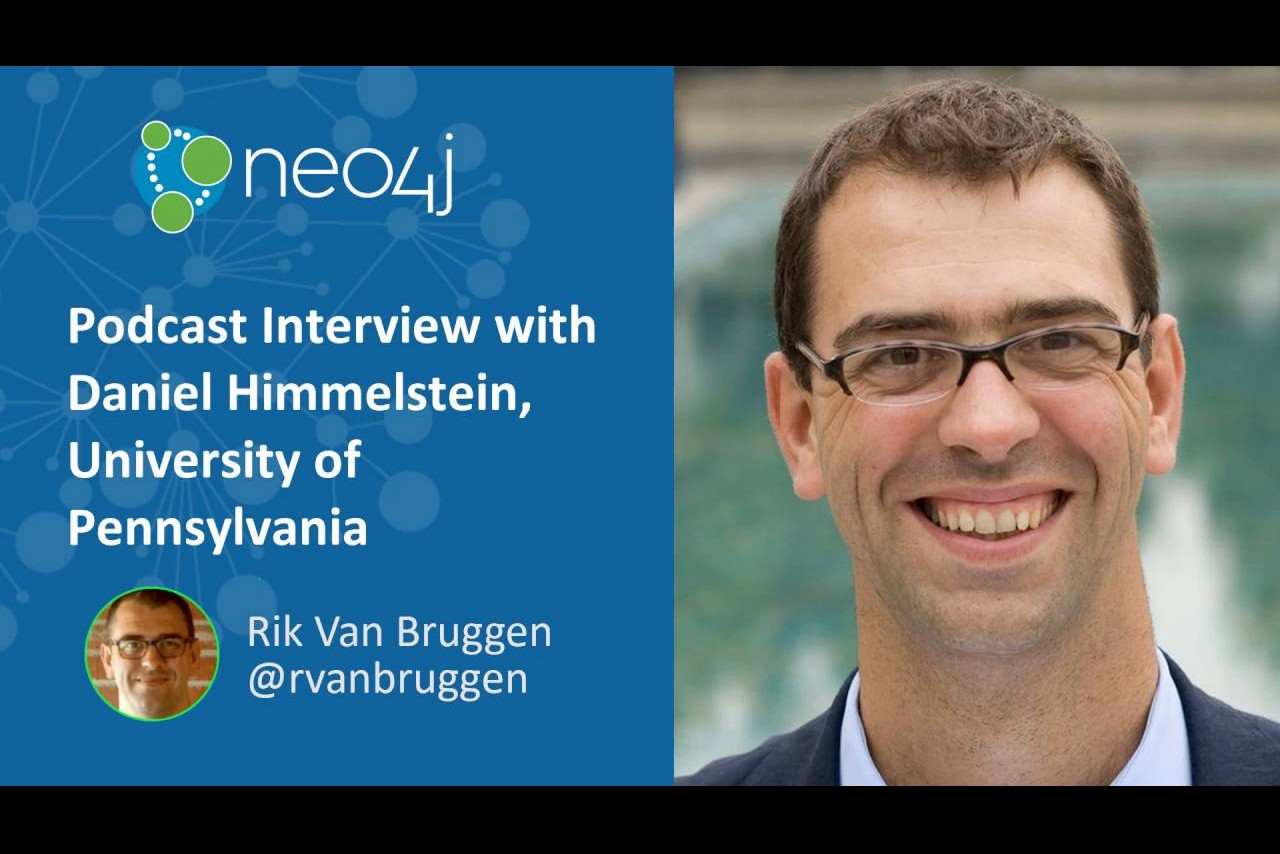 neo4j
Podcast Interview with
Daniel Himmelstein,
University of
Pennsylvania
Rik Van Bruggen
@rvanbruggen